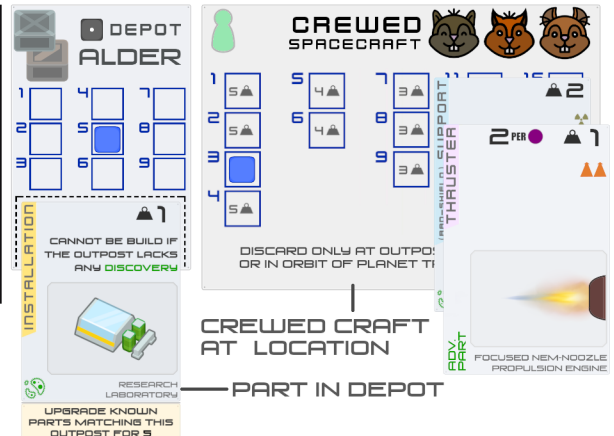 DEPOT
ALDER
1
4
7
2
5
8
3
6
9
1
CANNOT BE BUILD IF
THE OUTPOST LACKS
ANY DISCOVERY
INSTALLATION
RESEARCH
LABORATORY
UPGRADE KNOWN
PARTS MATCHING THIS
OUTPOST FOR 5
CREWED
SPACECRAFT
1
5
5
4
7
3
11
15
2
5
6
4
8
3
3
9
3
4
5
DISCARD ONLY AT OUTPOS
OR IN ORBIT OF PLANET
SUPPORT
2
THRUSTER
2 PER
1
ADV.
PART
FOCUSED NEM-NOOZLE
PROPULSION ENGINE
CREWED CRAFT
AT LOCATION
PART IN DEPOT